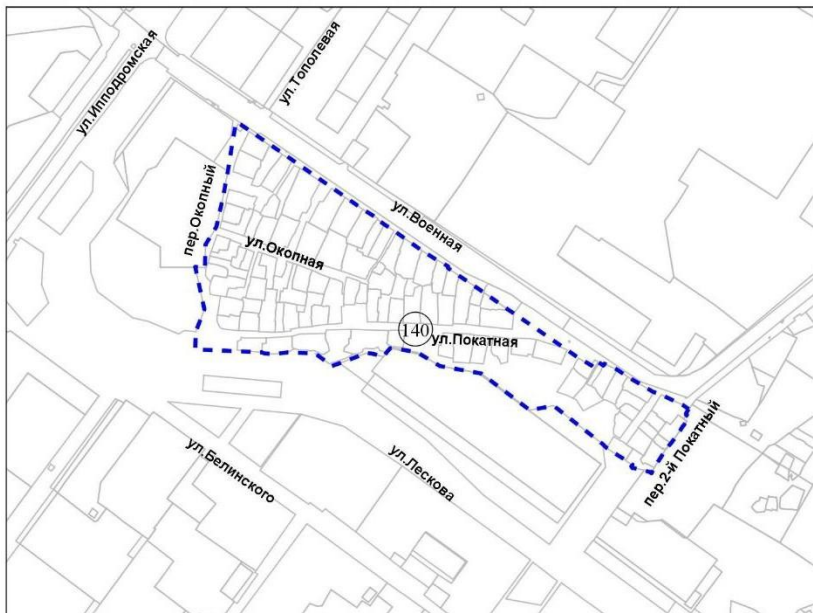 ул.Ипподромская
ул.Тополевая
пер.Окопный
ул.Военная
ул.Окопная
140
ул.Покатная
ул.Белинского
ул.Лескова
пер.2-й Покатный